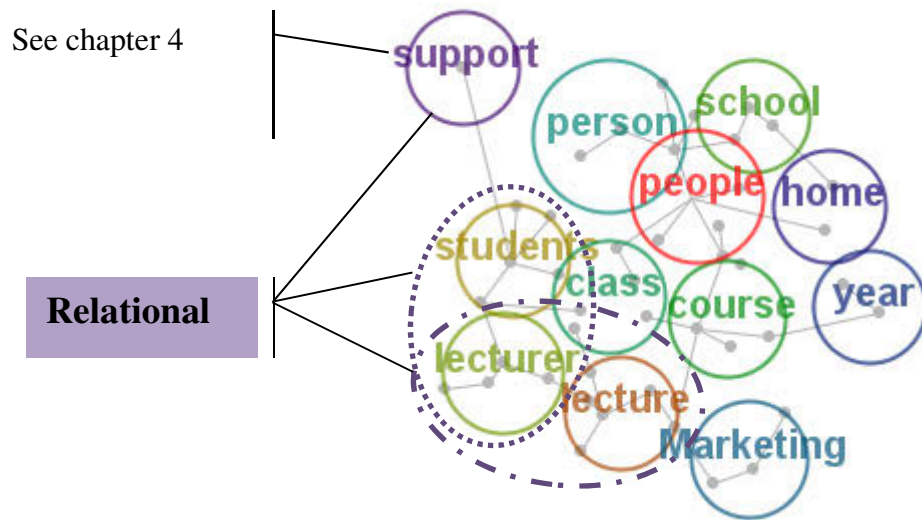 See chapter 4
support
person
school
people
home
students
class
course
year
Relational
lecturer
lecture
Marketing